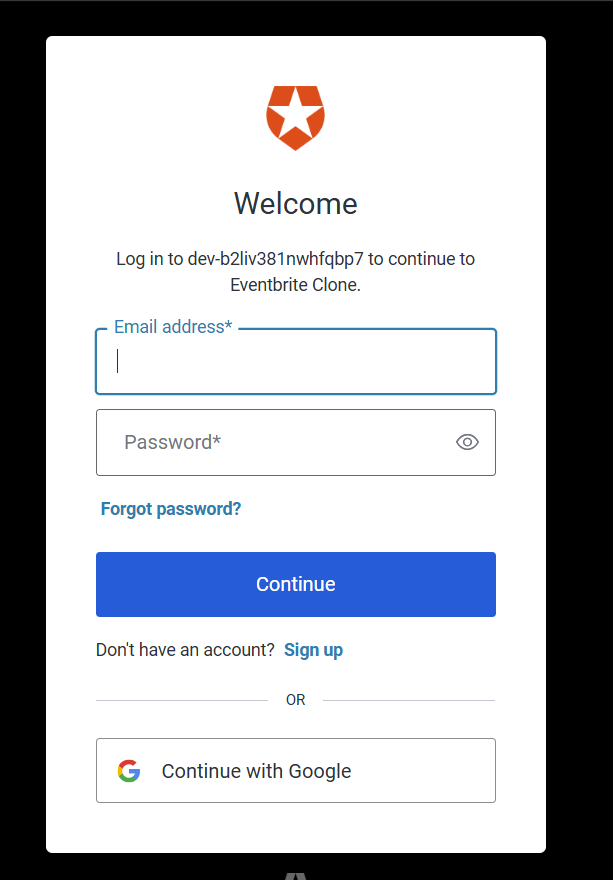 Welcome
Log in to dev-b2liv381nwhfqbp7 to continue to
Eventbrite Clone.
Email address*
Password*
Forgot password?
Continue
Don't have an account? Sign up
OR
Continue with Google